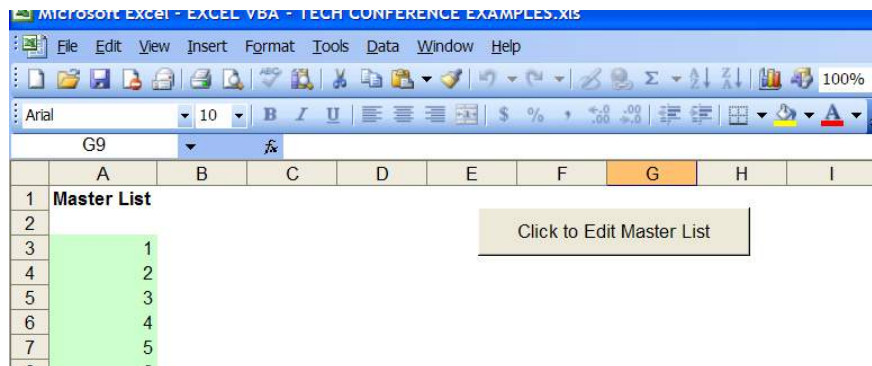 Microsoft Excel - EXCEL VBA - TECH CONFERENCE EXAMPLES.xls
File Edit View Insert Format Tools Data Window Help
100%
Arial 10 B I U $ % , .00 .00 A
G9 fx
A B C D E F G H I
1 Master List
2
Click to Edit Master List
3 1
4 2
5 3
6 4
7 5